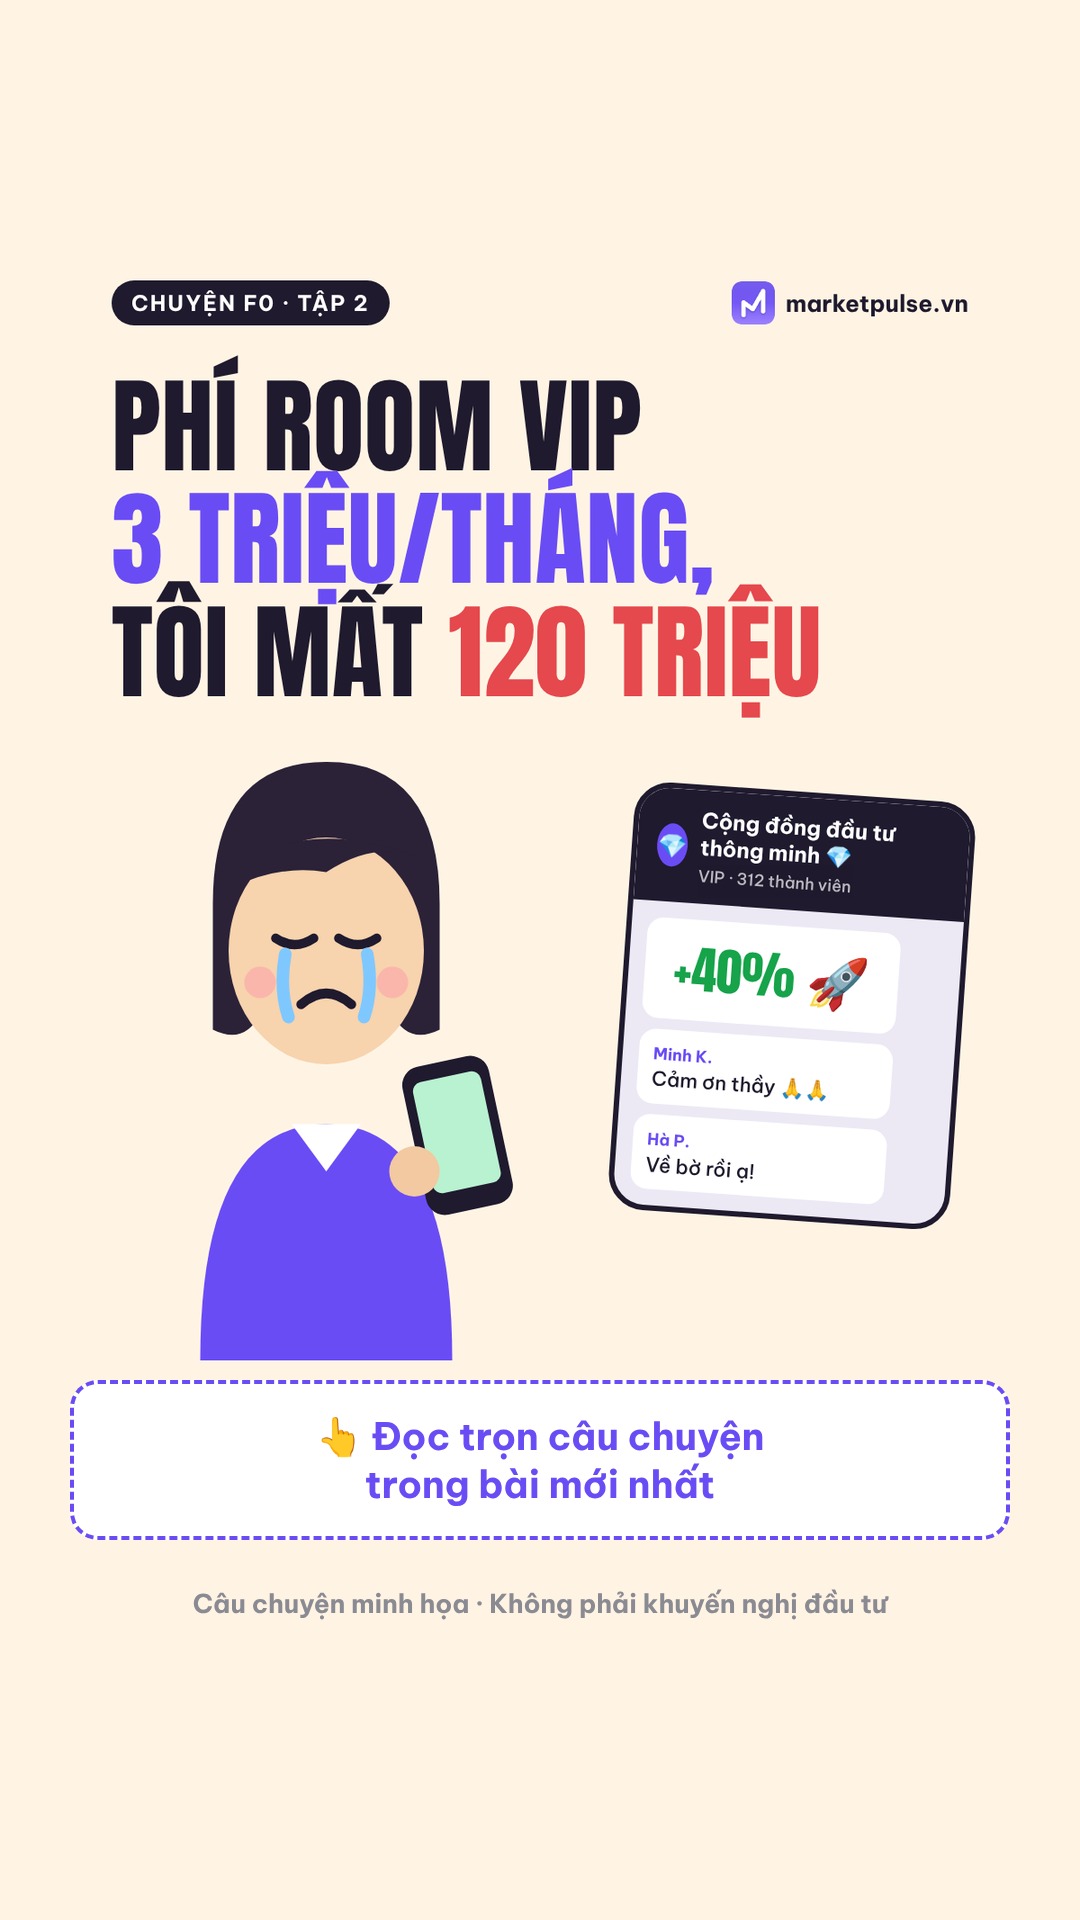 CHUYỆN F0 · TẬP 2
marketpulse.vn
PHÍ ROOM VIP
3 TRIỆU/THÁNG,
TÔI MẤT 120 TRIỆU
Cộng đồng đầu tư
thông minh 💎
VIP · 312 thành viên
+40% 🚀
Minh K.
Cảm ơn thầy 🙏🙏
Hà P.
Về bờ rồi ạ!
👆 Đọc trọn câu chuyện
trong bài mới nhất
Câu chuyện minh họa · Không phải khuyến nghị đầu tư